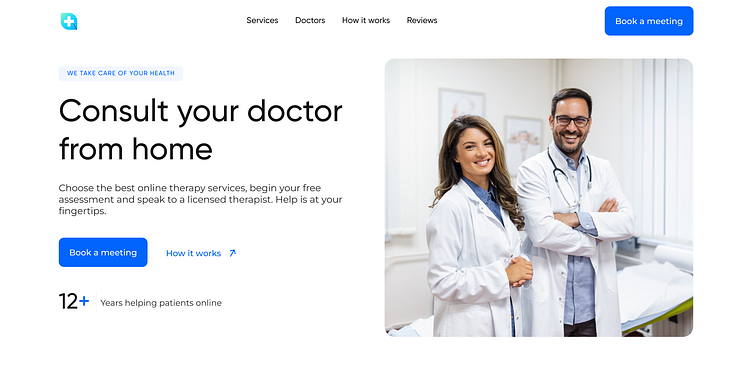 Services Doctors How it works Reviews Book a meeting
WE TAKE CARE OF YOUR HEALTH
Consult your doctor
from home
Choose the best online therapy services, begin your free
assessment and speak to a licensed therapist. Help is at your
fingertips.
Book a meeting How it works
12+ Years helping patients online